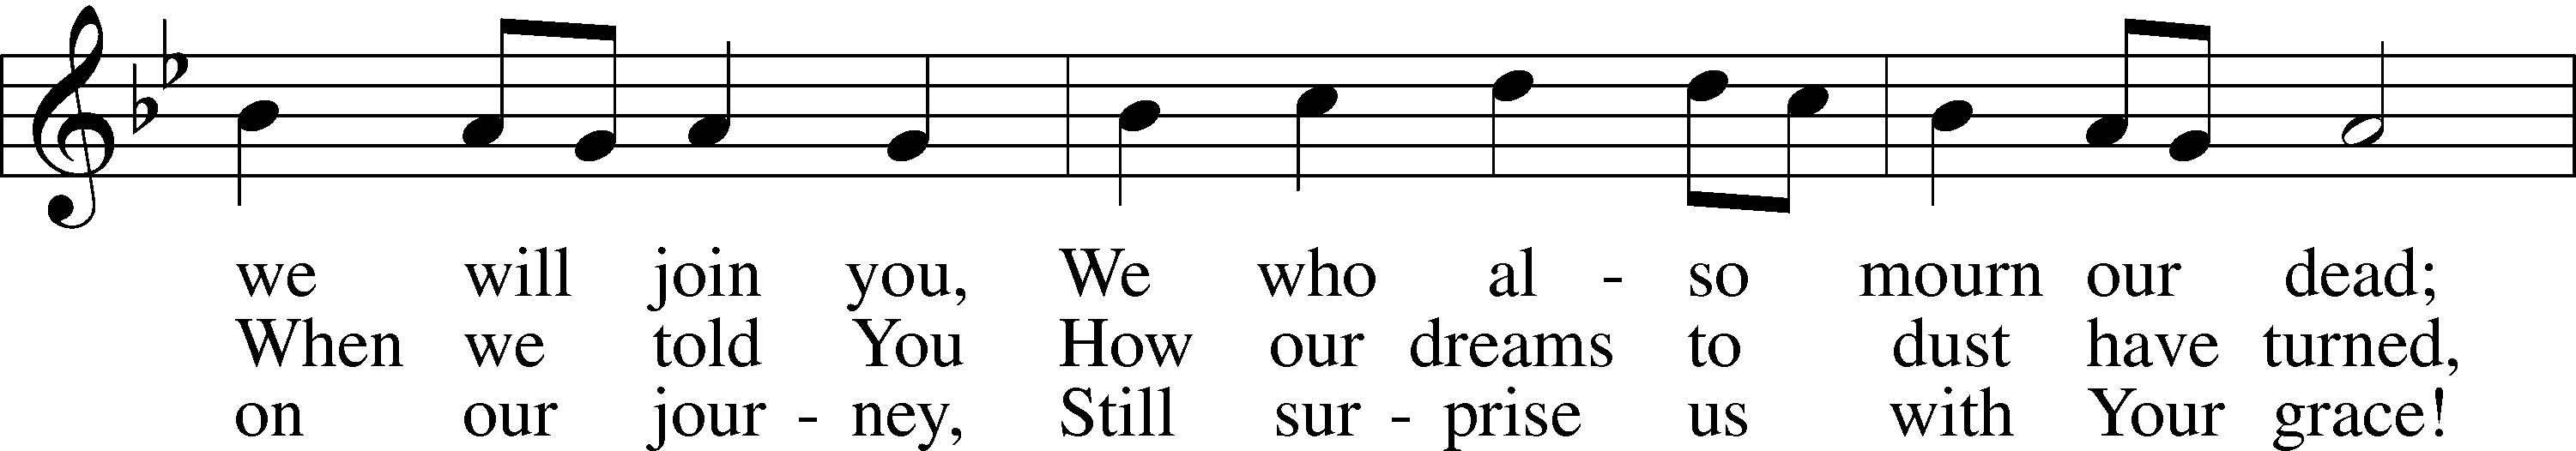 we will join you, We who al - so mourn our dead;
When we told You How our dreams to dust have turned,
on our jour - ney, Still sur - prise us with Your grace!